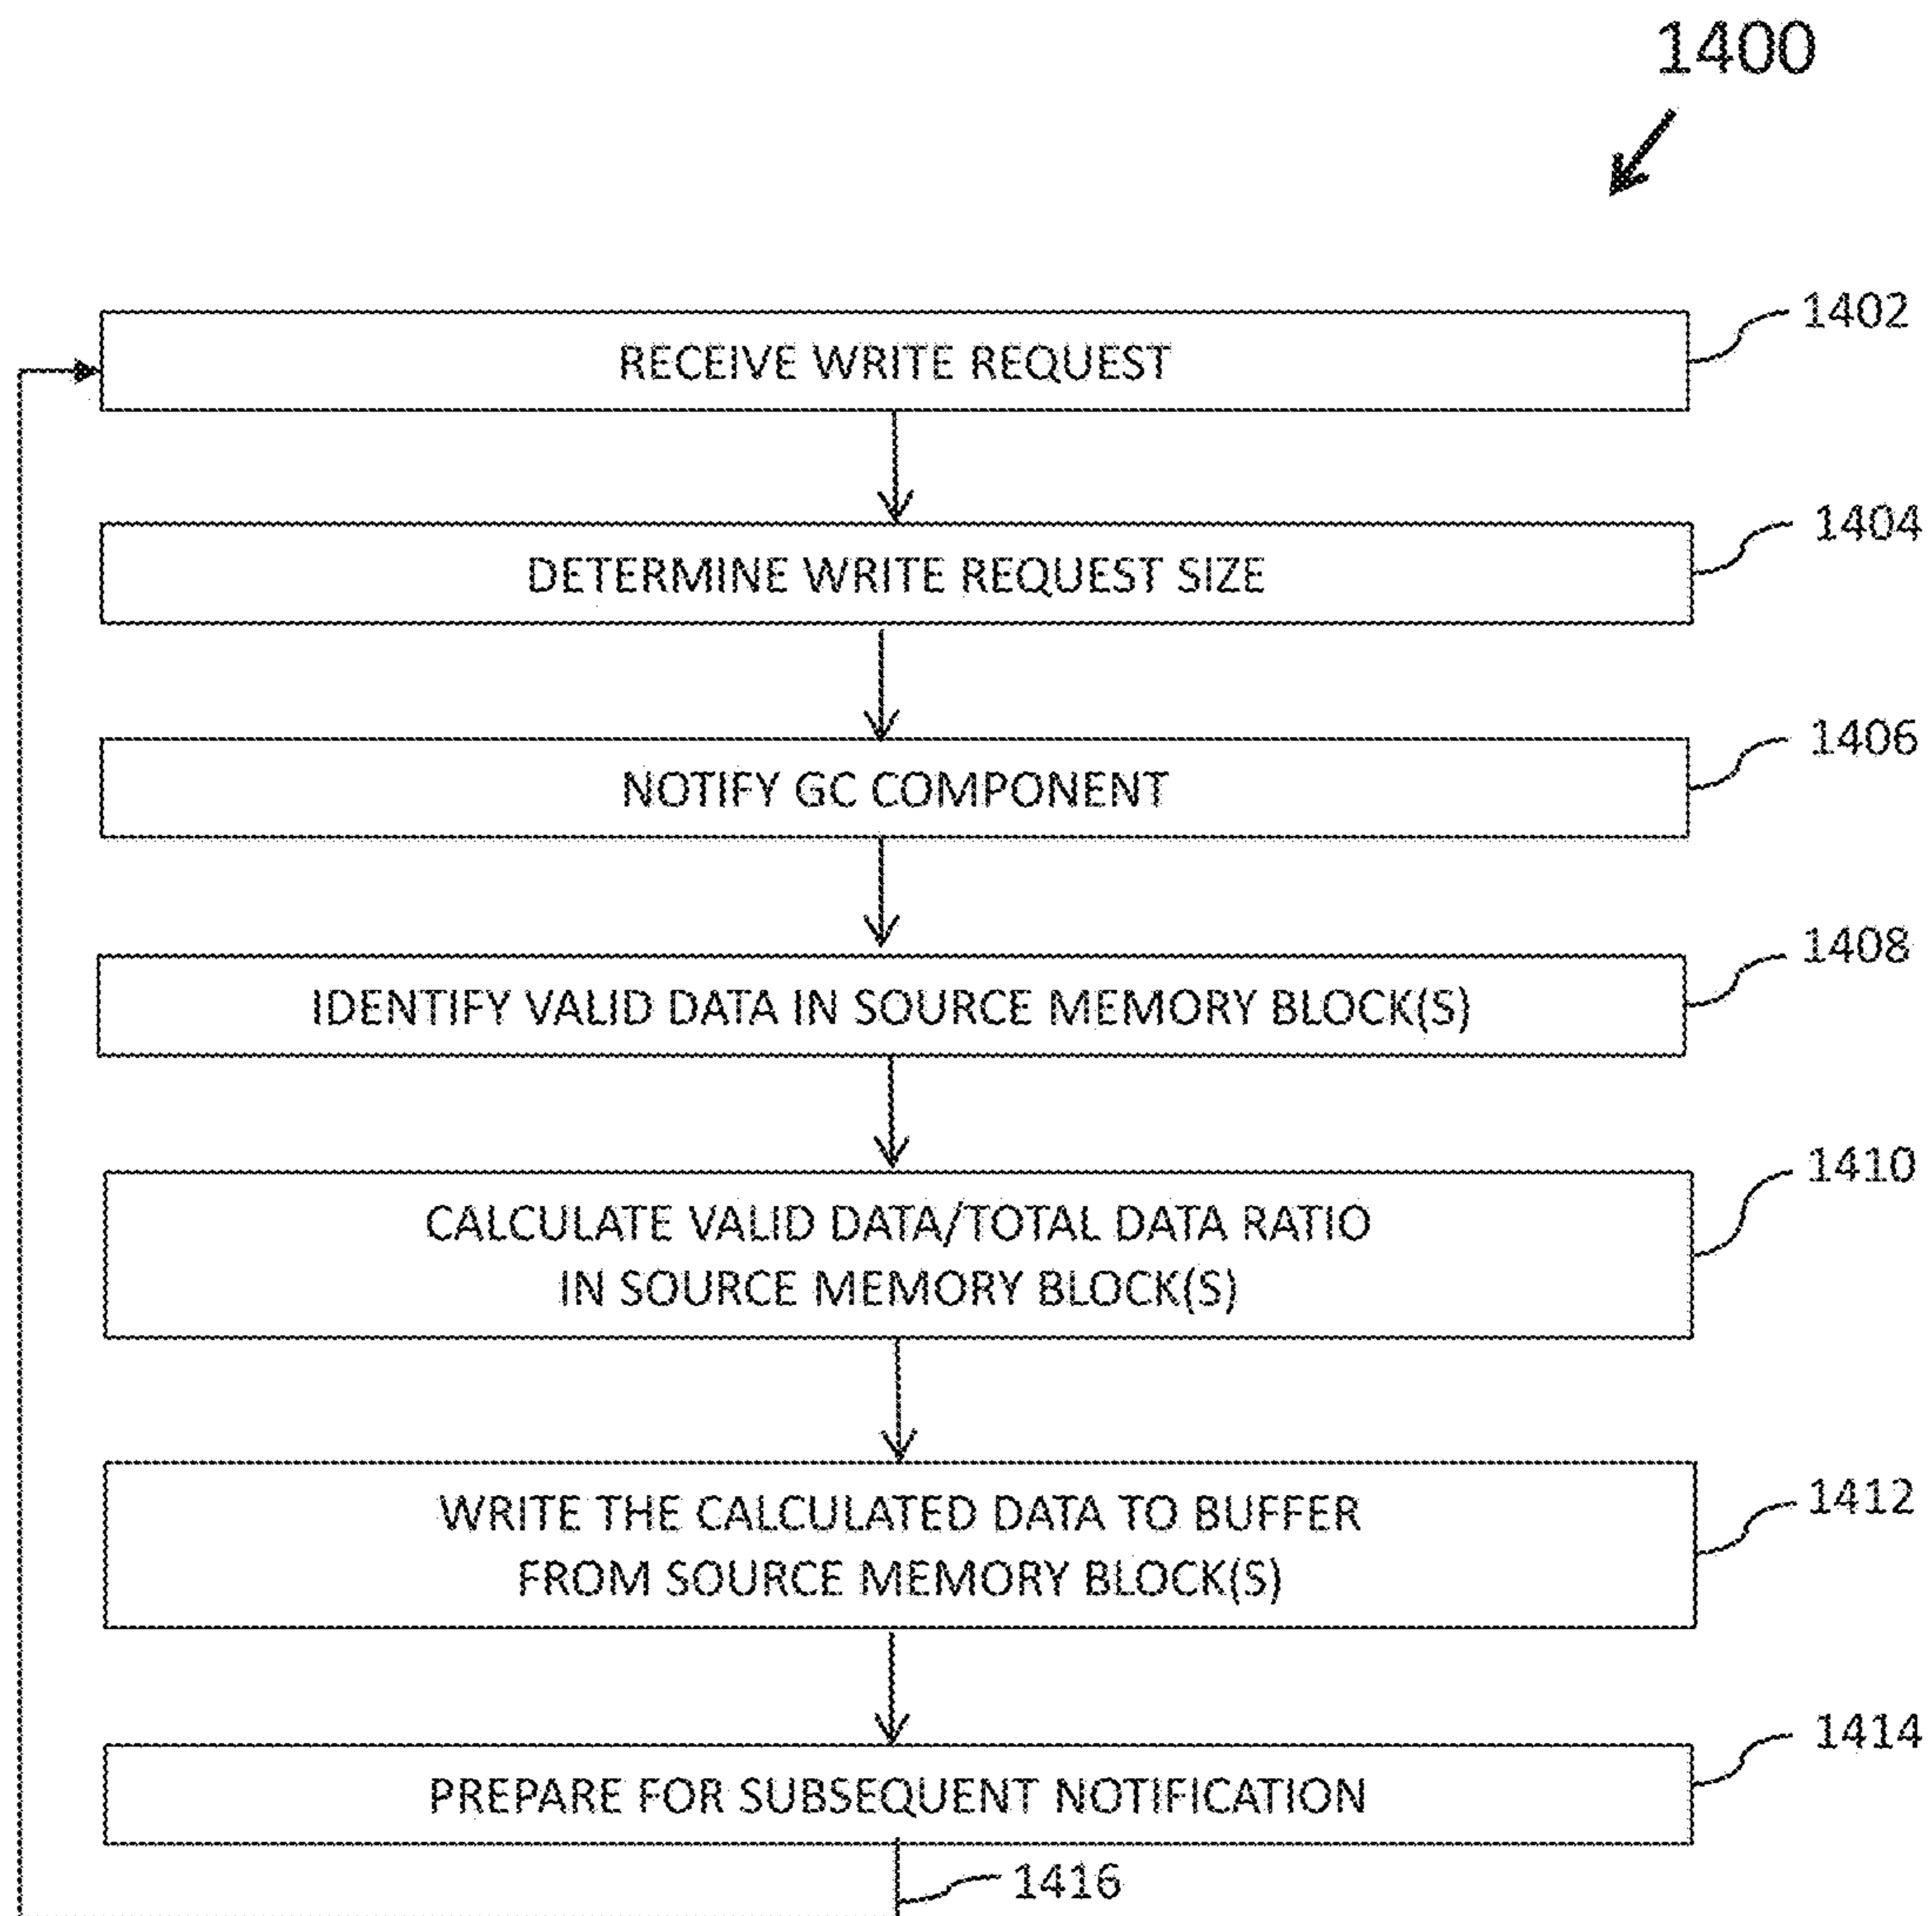 1400
RECEIVE WRITE REQUEST
1402
DETERMINE WRITE REQUEST SIZE
1404
NOTIFY GC COMPONENT
1406
IDENTIFY VALID DATA IN SOURCE MEMORY BLOCK(S)
1408
CALCULATE VALID DATA/TOTAL DATA RATIO
IN SOURCE MEMORY BLOCK(S)
1410
WRITE THE CALCULATED DATA TO BUFFER
FROM SOURCE MEMORY BLOCK(S)
1412
PREPARE FOR SUBSEQUENT NOTIFICATION
1414
1416